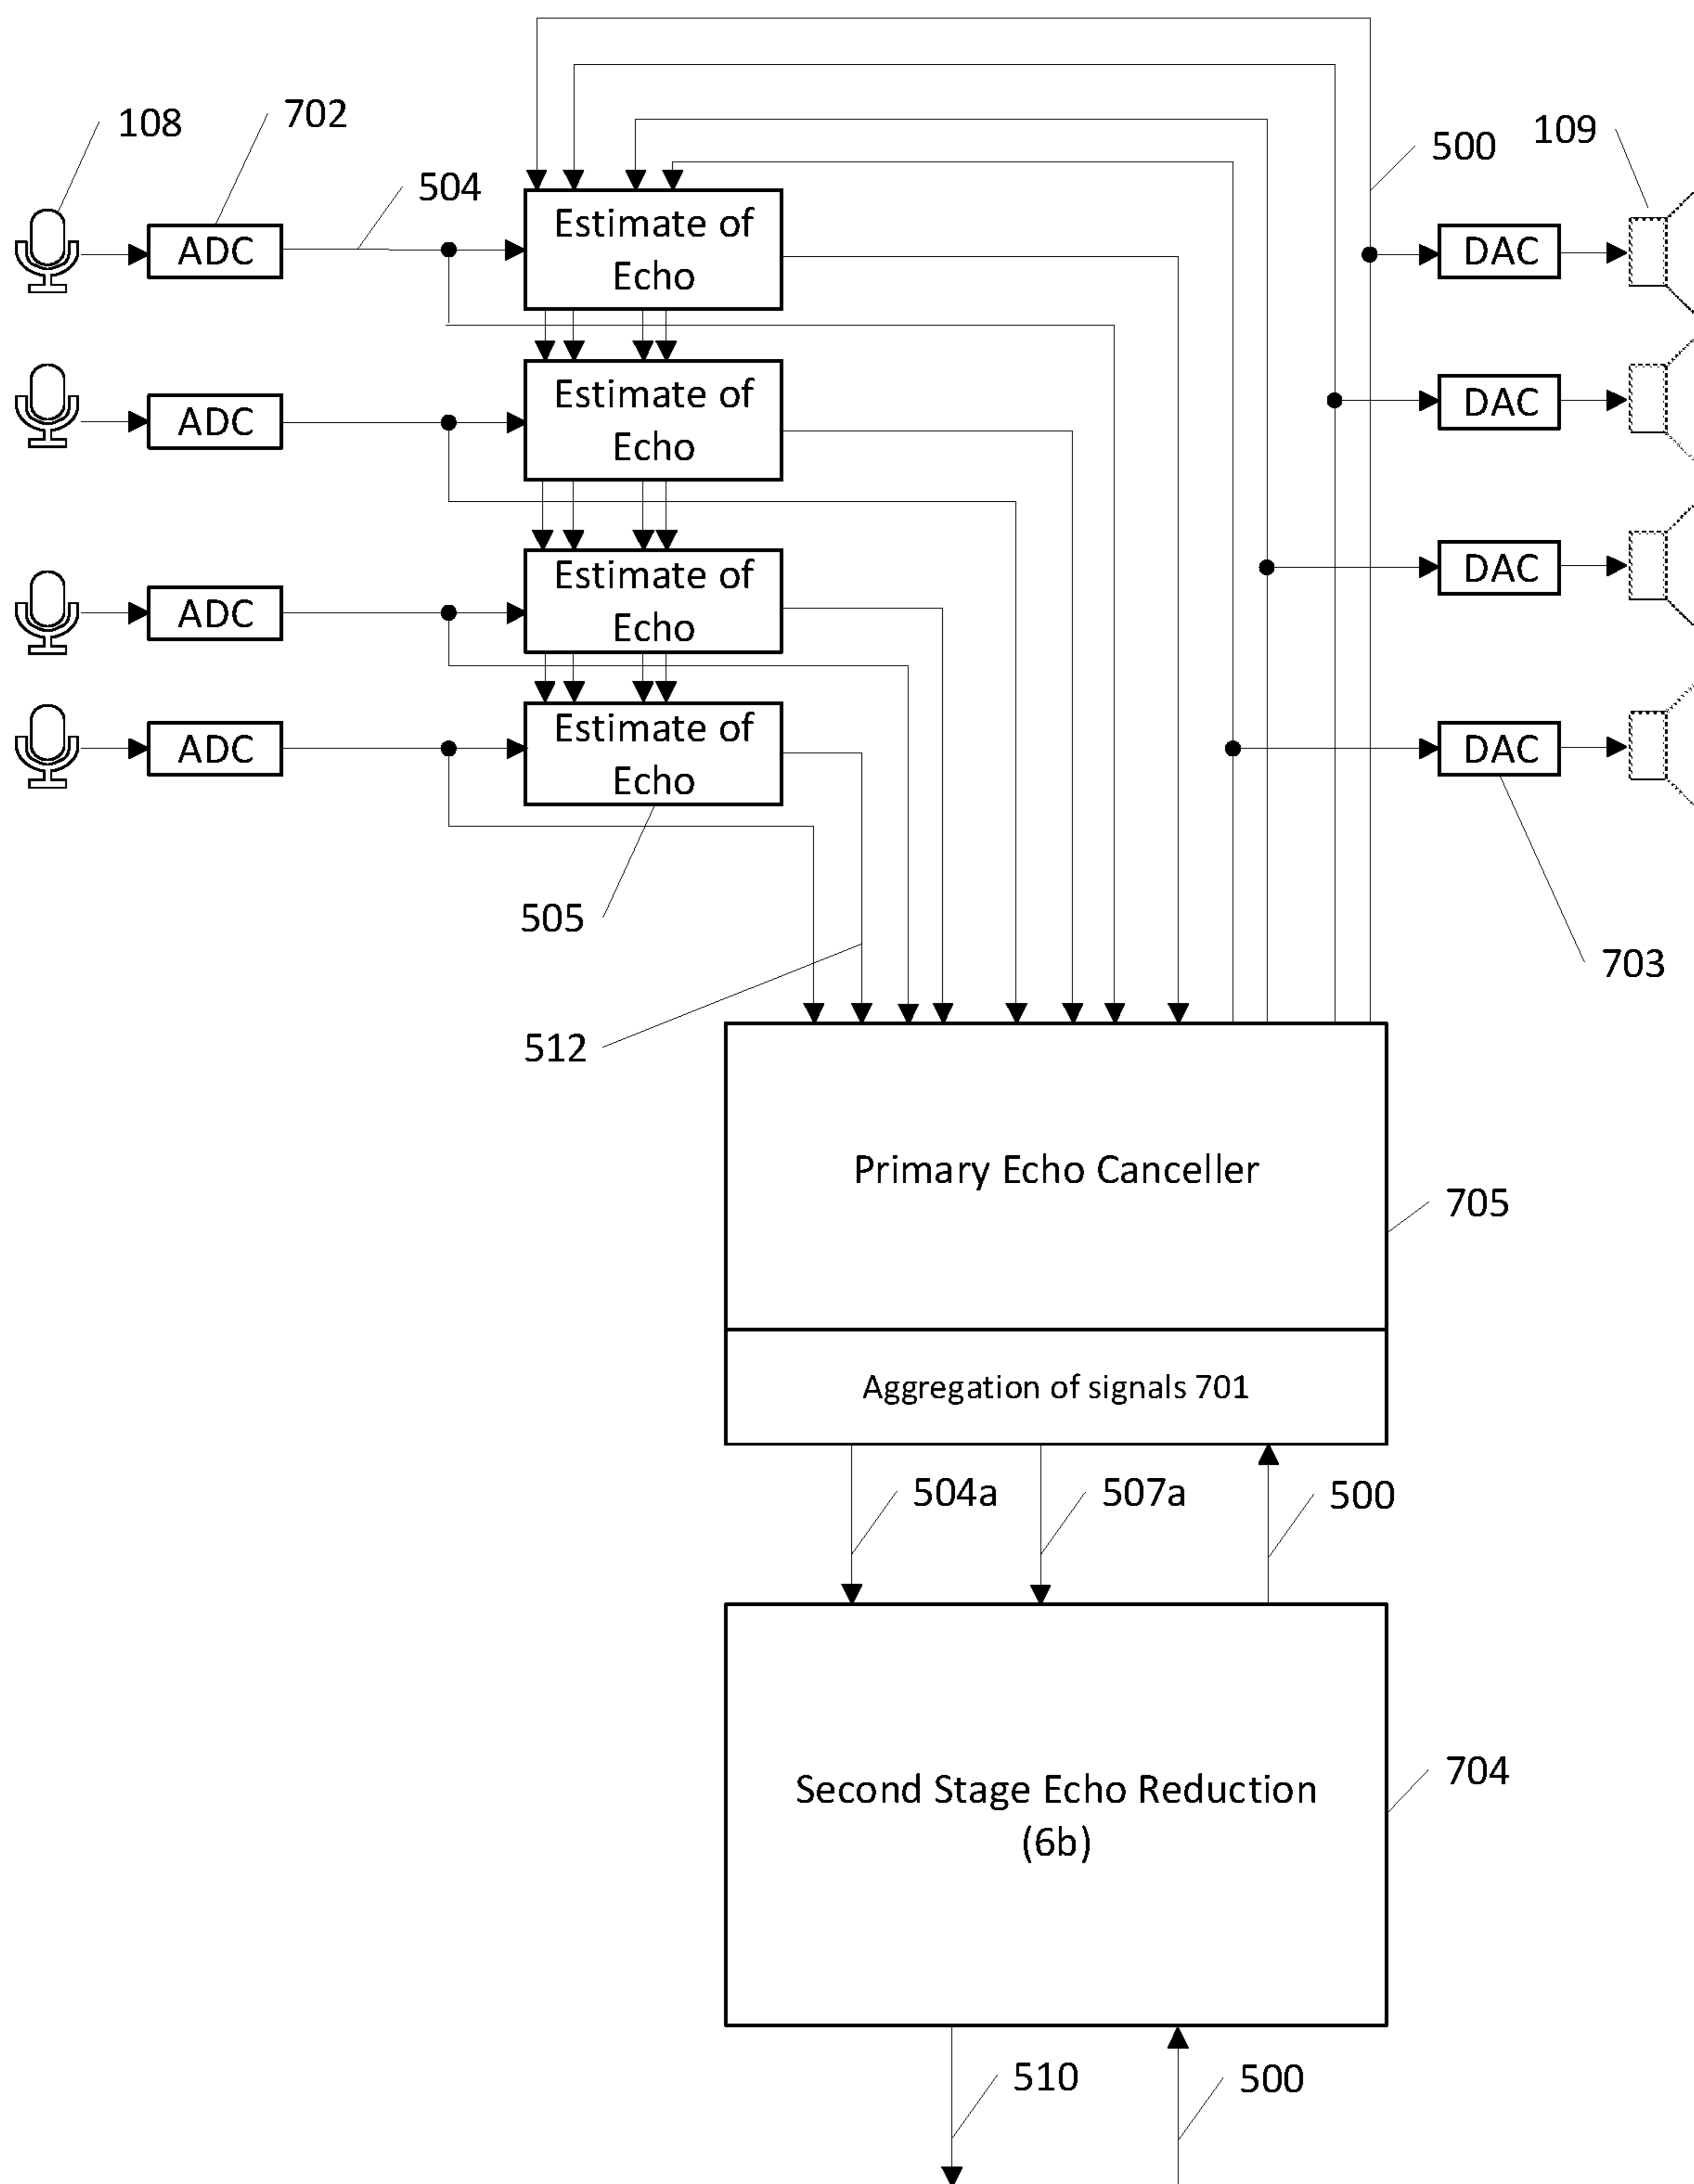 108
702
504
500
109
ADC
Estimate of
Echo
DAC
ADC
Estimate of
Echo
DAC
ADC
Estimate of
Echo
DAC
ADC
Estimate of
Echo
DAC
505
703
512
Primary Echo Canceller
705
Aggregation of signals 701
504a
507a
500
Second Stage Echo Reduction
(6b)
704
510
500